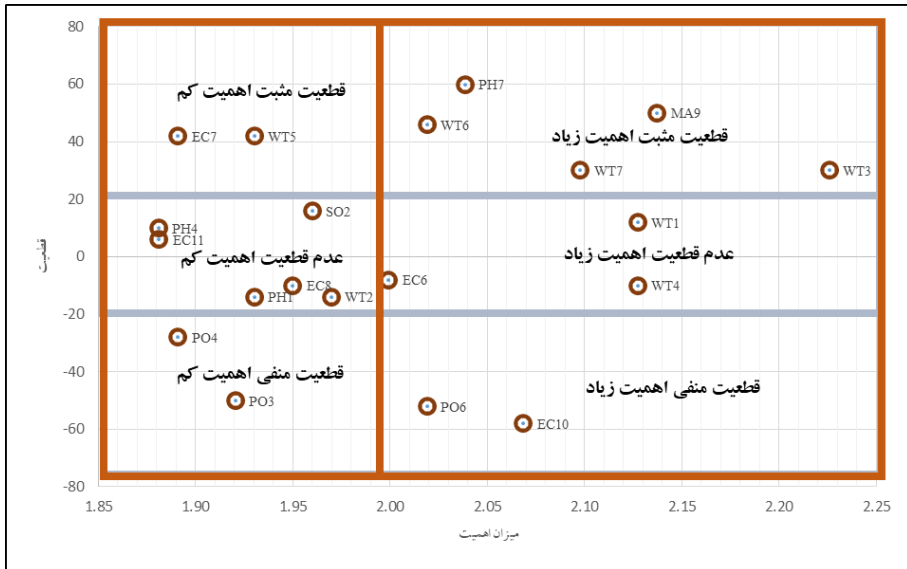 80
60
40
20
0
-20
-40
-60
-80
قطعیت
قطعیت مثبت اهمیت کم
PH7
MA9
WT6
EC7
WT5
قطعیت مثبت اهمیت زیاد
WT7
WT3
SO2
PH4
EC11
WT1
عدم قطعیت اهمیت کم
عدم قطعیت اهمیت زیاد
EC6
EC8
WT4
PH1
WT2
PO4
قطعیت منفی اهمیت کم
قطعیت منفی اهمیت زیاد
PO3
PO6
EC10
1.85 1.90 1.95 2.00 2.05 2.10 2.15 2.20 2.25
میزان اهمیت